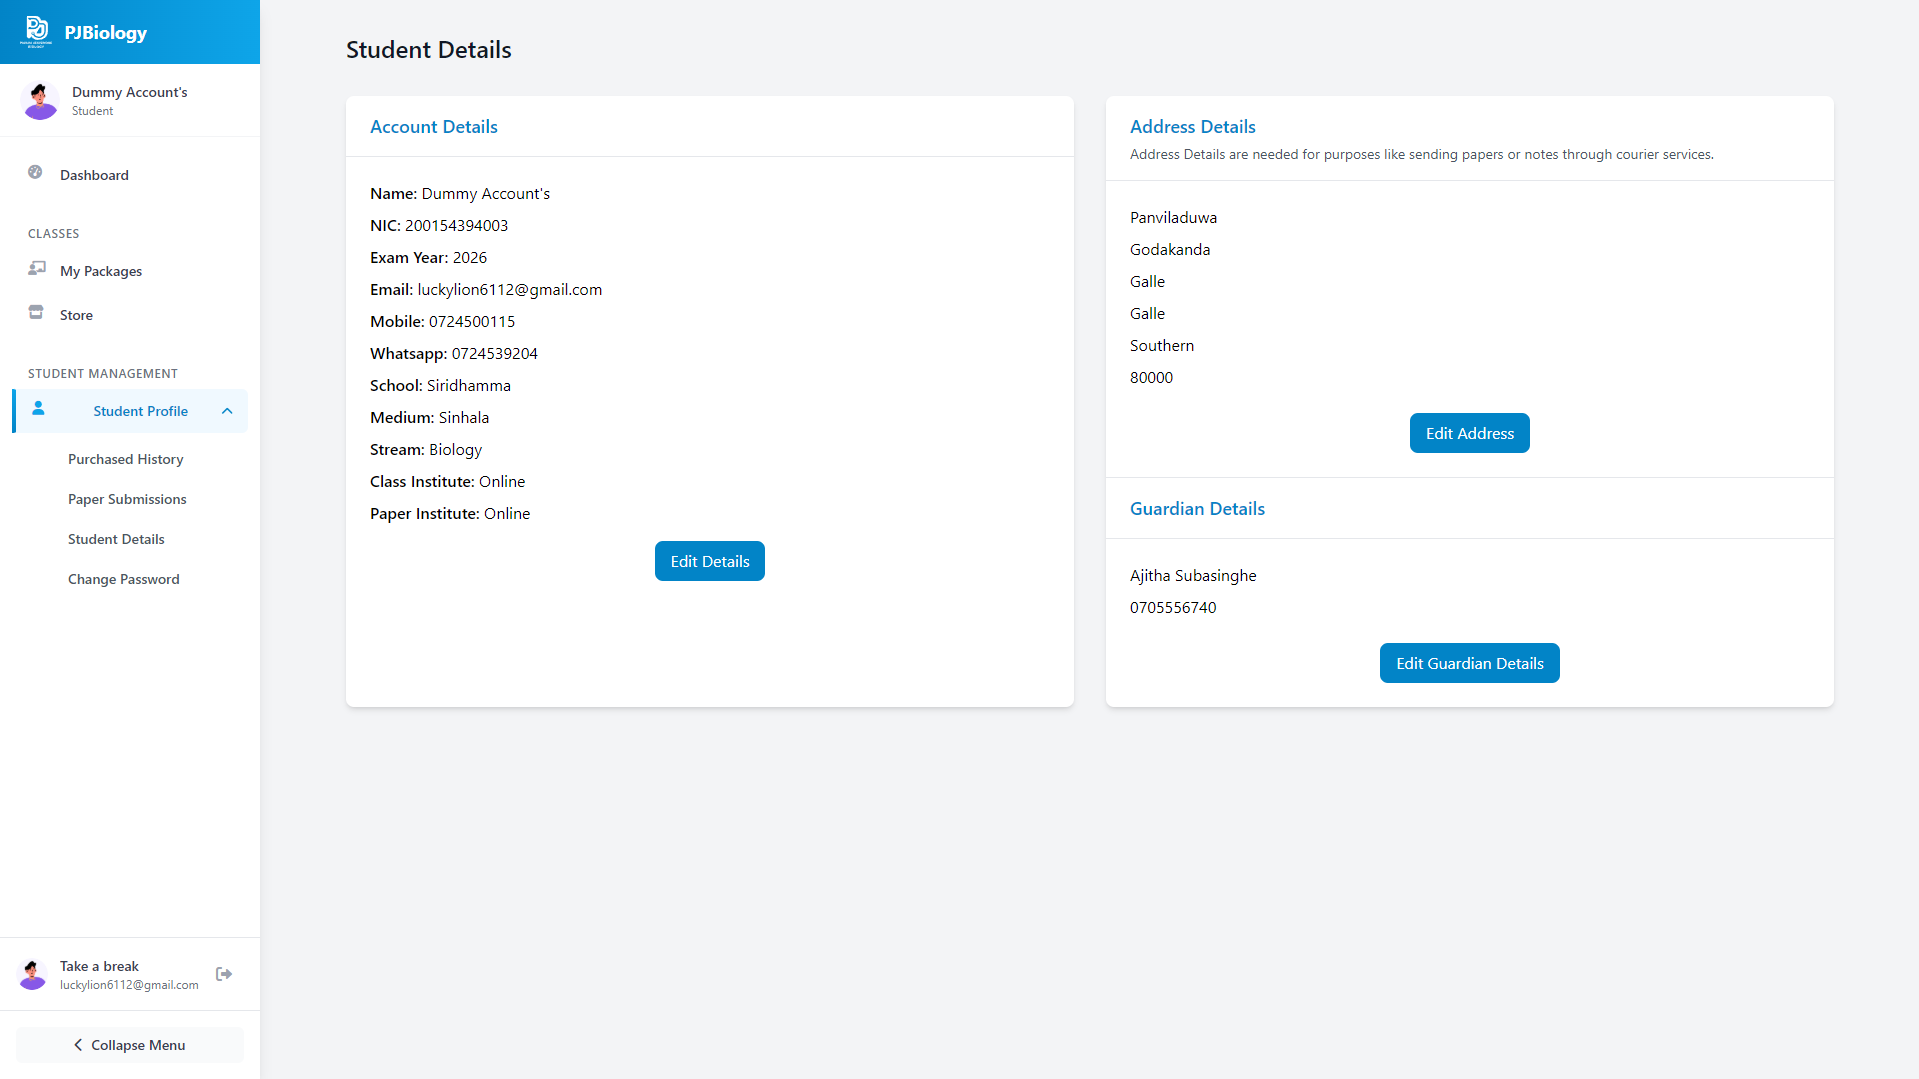 PJBiology
Dummy Account's
Student
Dashboard
CLASSES
My Packages
Store
STUDENT MANAGEMENT
Student Profile
Purchased History
Paper Submissions
Student Details
Change Password
Take a break
luckylion6112@gmail.com
Collapse Menu
Student Details
Account Details
Name: Dummy Account's
NIC: 200154394003
Exam Year: 2026
Email: luckylion6112@gmail.com
Mobile: 0724500115
Whatsapp: 0724539204
School: Siridhamma
Medium: Sinhala
Stream: Biology
Class Institute: Online
Paper Institute: Online
Edit Details
Address Details
Address Details are needed for purposes like sending papers or notes through courier services.
Panviladuwa
Godakanda
Galle
Galle
Southern
80000
Edit Address
Guardian Details
Ajitha Subasinghe
0705556740
Edit Guardian Details